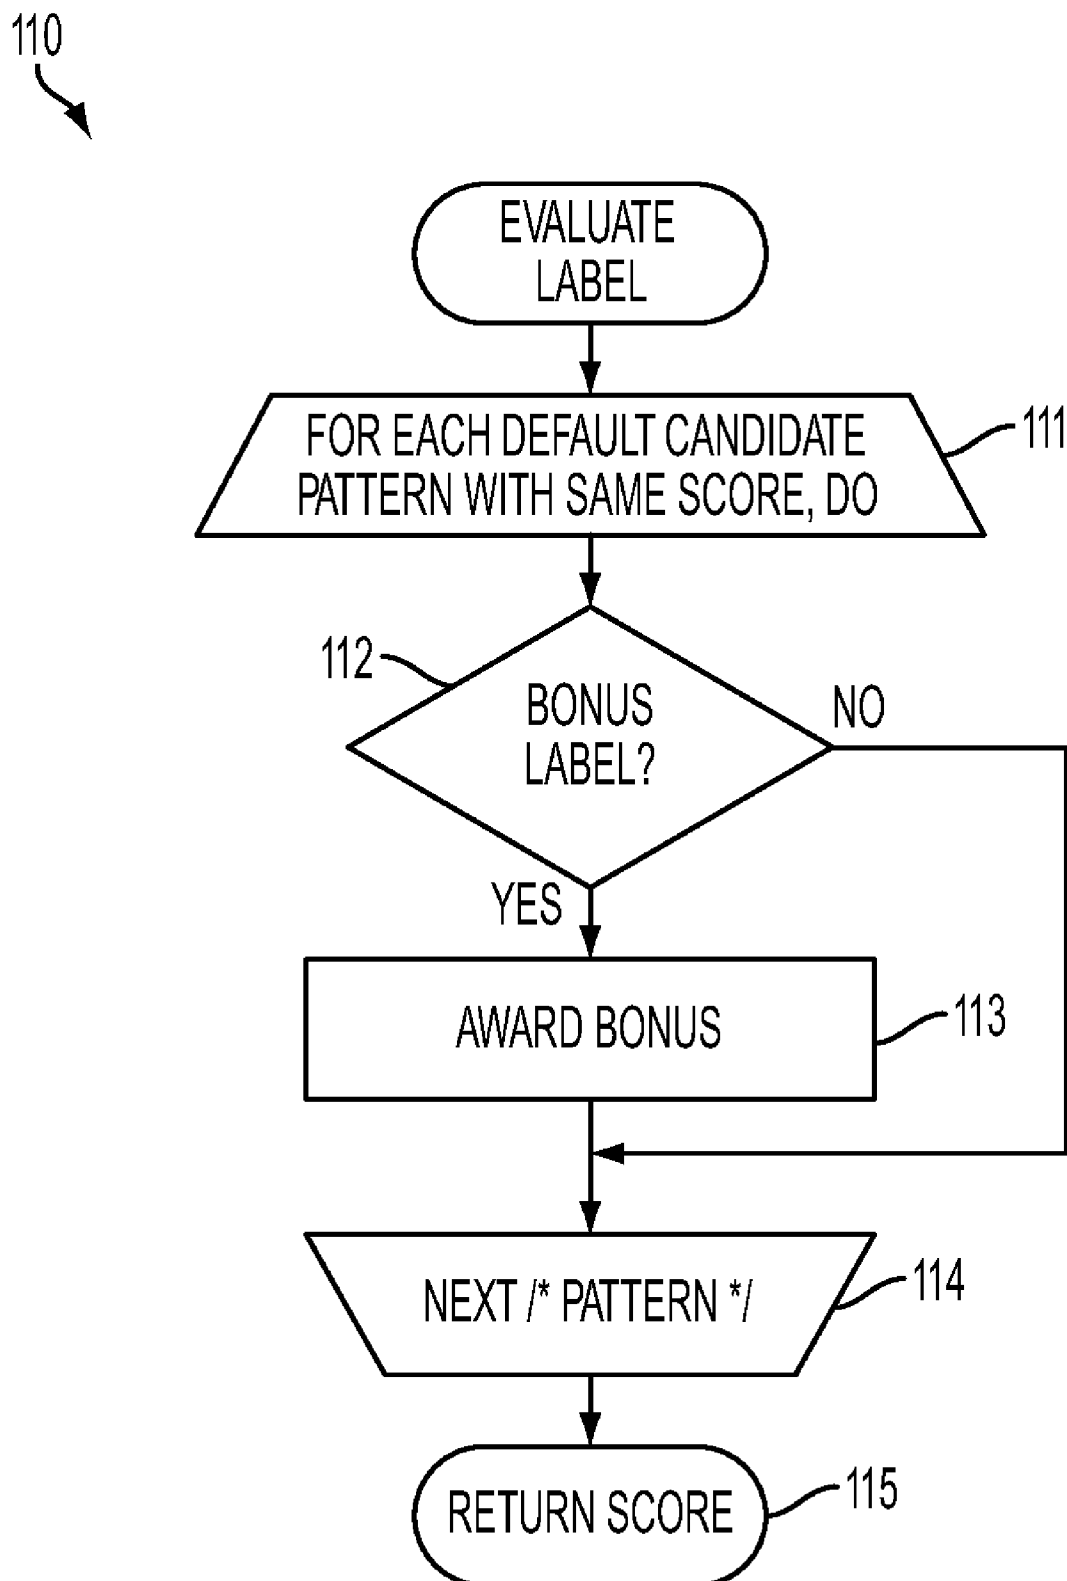 110
EVALUATE
LABEL
FOR EACH DEFAULT CANDIDATE
PATTERN WITH SAME SCORE, DO
111
112
BONUS
LABEL?
NO
YES
AWARD BONUS
113
NEXT /* PATTERN */
114
RETURN SCORE
115